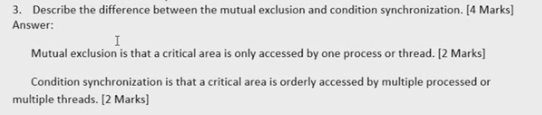 3. Describe the difference between the mutual exclusion and condition synchronization. [4 Marks]
Answer:
Mutual exclusion is that a critical area is only accessed by one process or thread. [2 Marks]
Condition synchronization is that a critical area is orderly accessed by multiple processed or
multiple threads. [2 Marks]